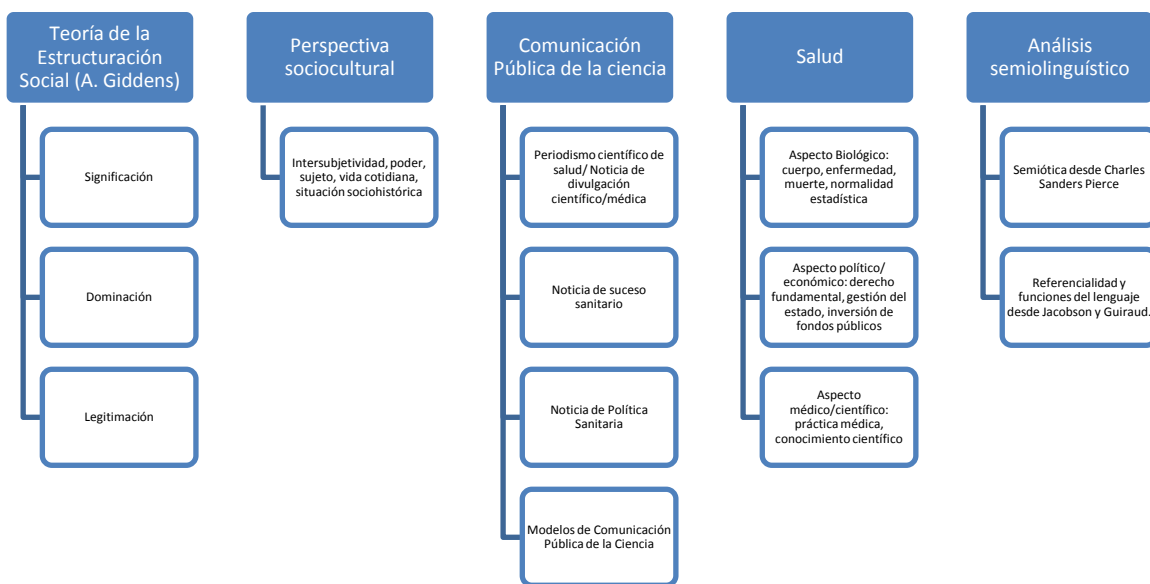 Teoría de la
Estructuración
Social (A. Giddens)
Significación
Dominación
Legitimación
Perspectiva
sociocultural
Intersubjetividad, poder,
sujeto, vida cotidiana,
situación sociohistórica
Comunicación
Pública de la ciencia
Periodismo científico de
salud/ Noticia de
divulgación
científico/médica
Noticia de suceso
sanitario
Noticia de Política
Sanitaria
Modelos de Comunicación
Pública de la Ciencia
Salud
Aspecto Biológico:
cuerpo, enfermedad,
muerte, normalidad
estadística
Aspecto político/
económico: derecho
fundamental, gestión del
estado, inversión de
fondos públicos
Aspecto
médico/científico:
práctica médica,
conocimiento científico
Análisis
semiolinguístico
Semiótica desde Charles
Sanders Pierce
Referencialidad y
funciones del lenguaje
desde Jacobson y Guiraud.